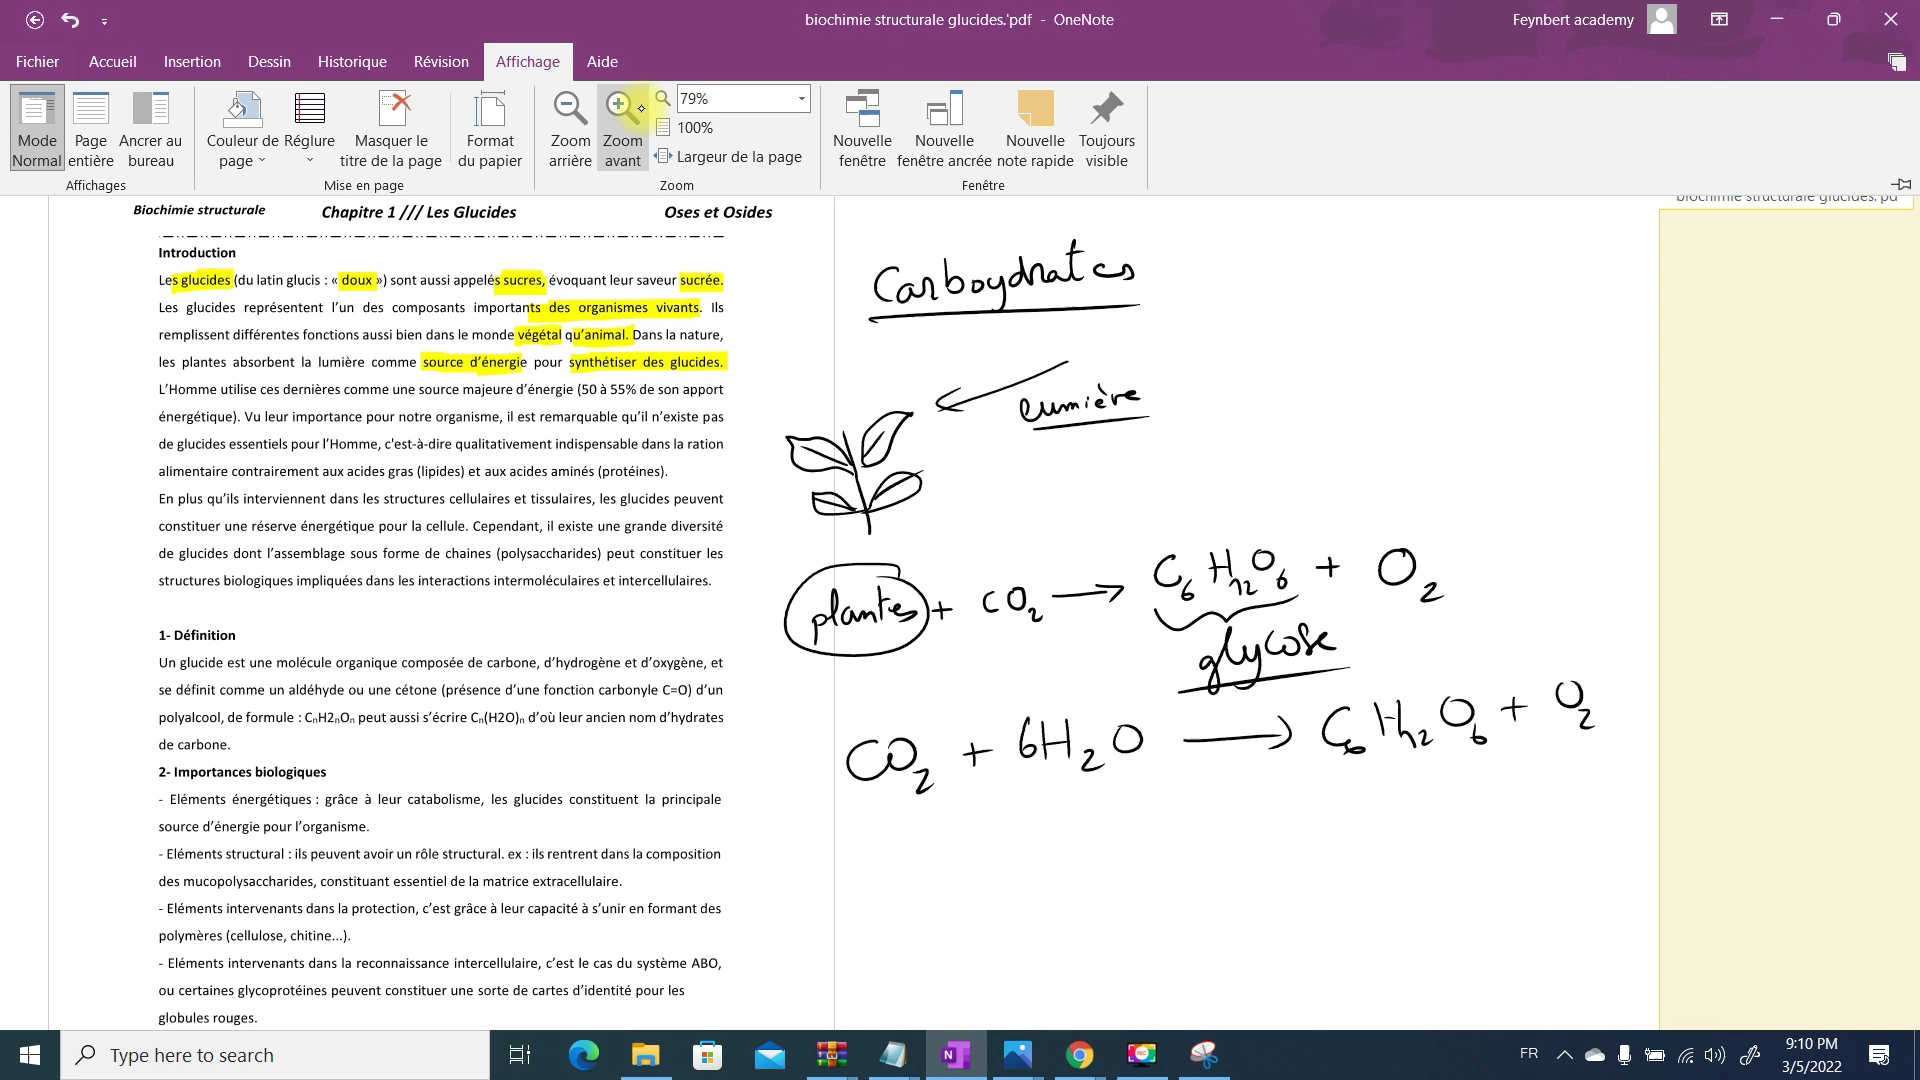 biochimie structurale glucides.'pdf - OneNote
Feynbert academy
Fichier Accueil Insertion Dessin Historique Révision Affichage Aide
Mode Normal
Page entière
Ancrer au bureau
Affichages
Couleur de page
Réglure
Masquer le titre de la page
Format du papier
Mise en page
Zoom arrière
Zoom avant
79%
100%
Largeur de la page
Zoom
Nouvelle fenêtre
Nouvelle fenêtre ancrée
Nouvelle note rapide
Toujours visible
Fenêtre
biochimie structurale glucides.'pd
Biochimie structurale Chapitre 1 /// Les Glucides Oses et Osides
Introduction
Les glucides (du latin glucis : « doux ») sont aussi appelés sucres, évoquant leur saveur sucrée.
Les glucides représentent l'un des composants importants des organismes vivants. Ils
remplissent différentes fonctions aussi bien dans le monde végétal qu'animal. Dans la nature,
les plantes absorbent la lumière comme source d'énergie pour synthétiser des glucides.
L'Homme utilise ces dernières comme une source majeure d'énergie (50 à 55% de son apport
énergétique). Vu leur importance pour notre organisme, il est remarquable qu'il n'existe pas
de glucides essentiels pour l'Homme, c'est-à-dire qualitativement indispensable dans la ration
alimentaire contrairement aux acides gras (lipides) et aux acides aminés (protéines).
En plus qu'ils interviennent dans les structures cellulaires et tissulaires, les glucides peuvent
constituer une réserve énergétique pour la cellule. Cependant, il existe une grande diversité
de glucides dont l'assemblage sous forme de chaines (polysaccharides) peut constituer les
structures biologiques impliquées dans les interactions intermoléculaires et intercellulaires.
1- Définition
Un glucide est une molécule organique composée de carbone, d'hydrogène et d'oxygène, et
se définit comme un aldéhyde ou une cétone (présence d'une fonction carbonyle C=O) d'un
polyalcool, de formule : CₙH2ₙOₙ peut aussi s'écrire Cₙ(H2O)ₙ d'où leur ancien nom d'hydrates
de carbone.
2- Importances biologiques
- Eléments énergétiques : grâce à leur catabolisme, les glucides constituent la principale
source d'énergie pour l'organisme.
- Eléments structural : ils peuvent avoir un rôle structural. ex : ils rentrent dans la composition
des mucopolysaccharides, constituant essentiel de la matrice extracellulaire.
- Eléments intervenants dans la protection, c'est grâce à leur capacité à s'unir en formant des
polymères (cellulose, chitine...).
- Eléments intervenants dans la reconnaissance intercellulaire, c'est le cas du système ABO,
ou certaines glycoprotéines peuvent constituer une sorte de cartes d'identité pour les
globules rouges.
Carboydrates
lumière
plantes + CO₂ → C₆H₁₂O₆ + O₂
glycose
CO₂ + 6H₂O → C₆H₁₂O₆ + O₂
Type here to search
FR
9:10 PM
3/5/2022